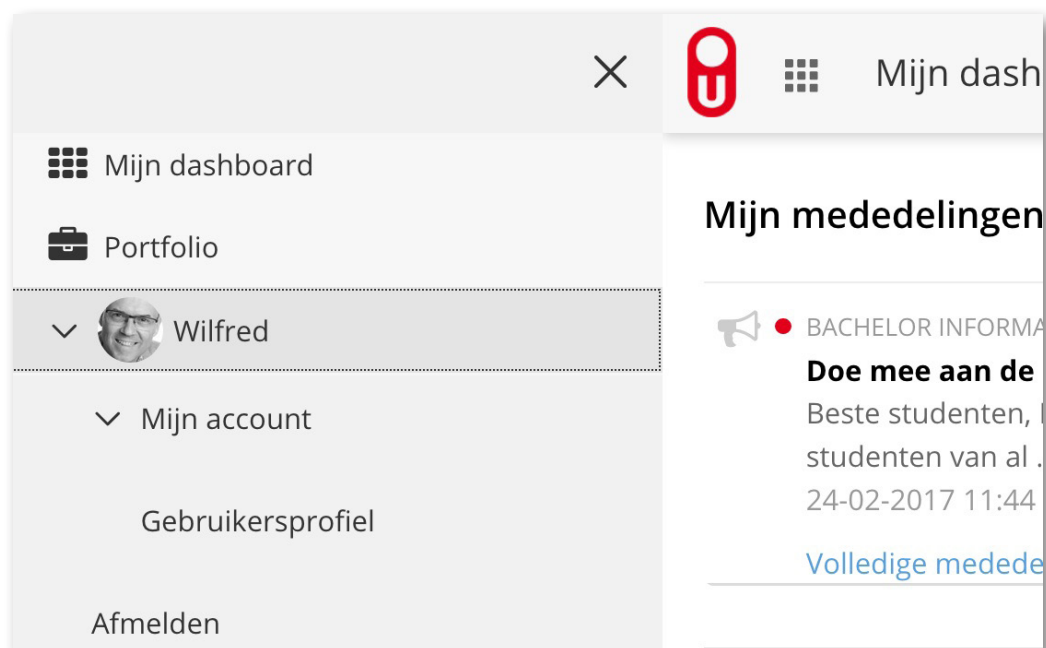 Mijn dashboard
Portfolio
Wilfred
Mijn account
Gebruikersprofiel
Afmelden
U
Mijn dash
Mijn mededelingen
BACHELOR INFORMA
Doe mee aan de
Beste studenten,
studenten van al .
24-02-2017 11:44
Volledige medede